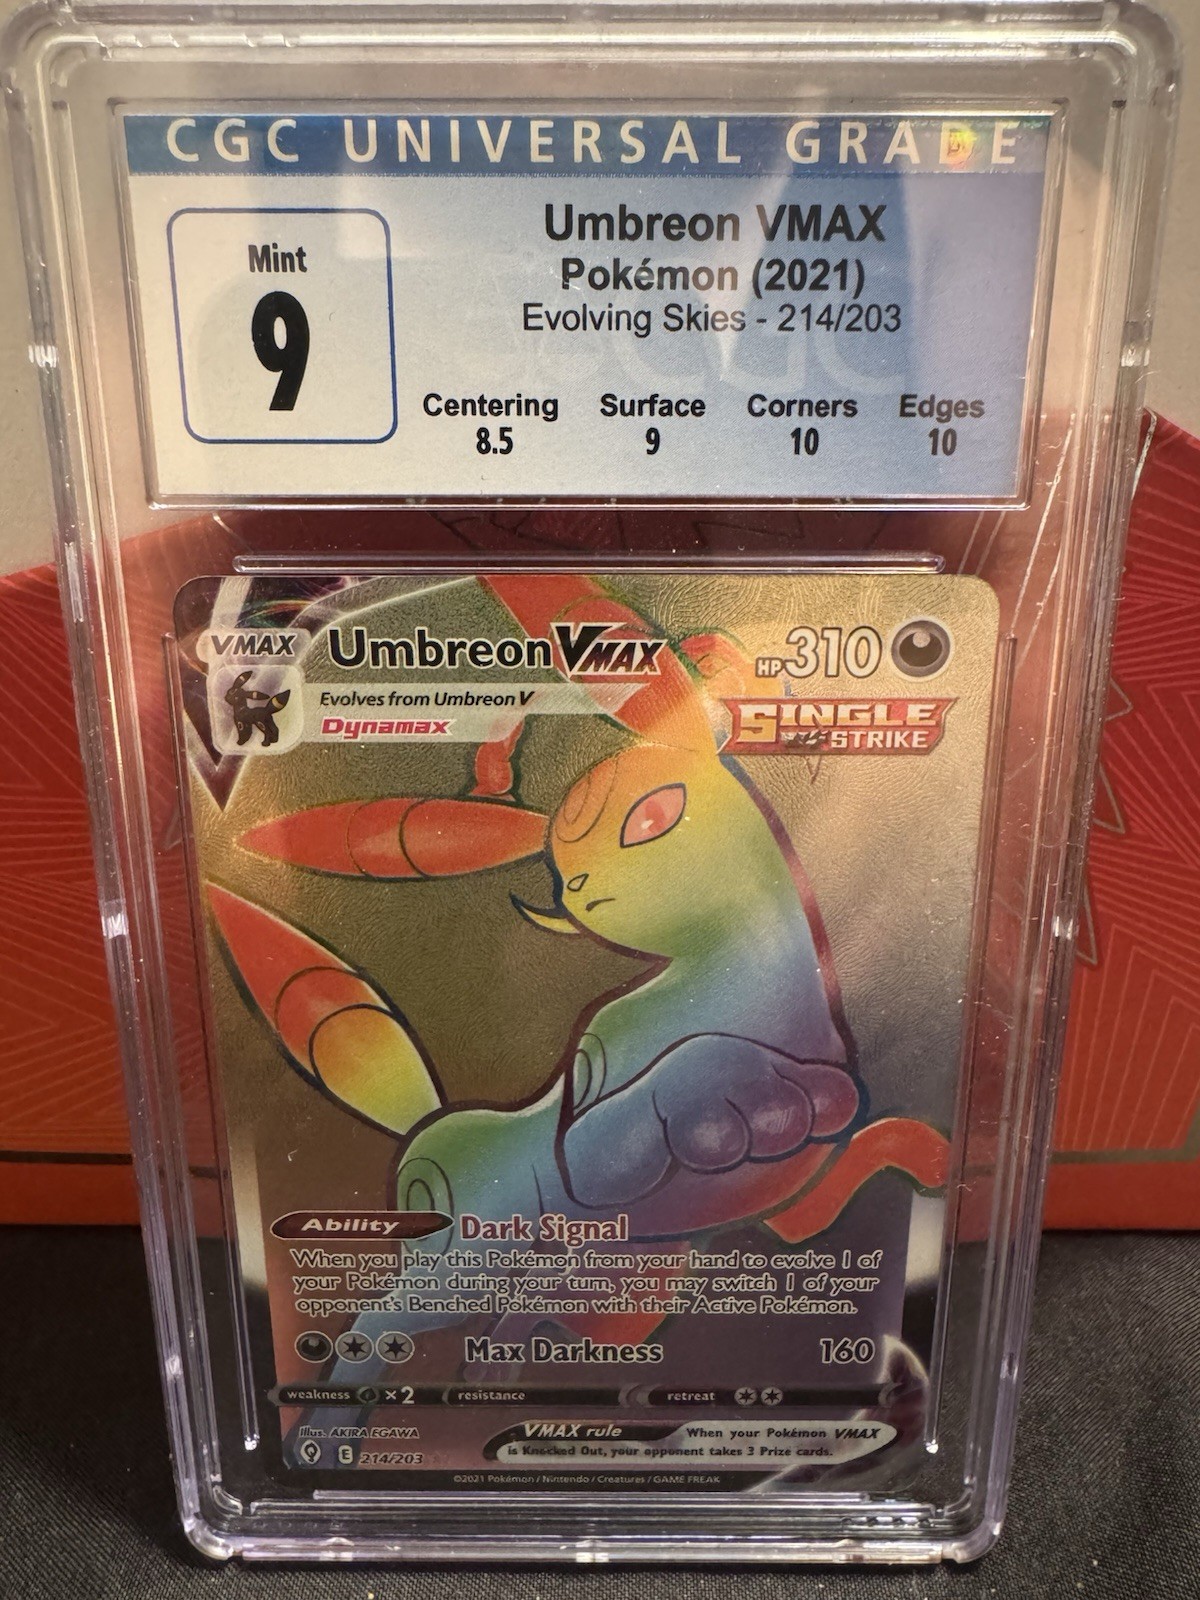 CGC UNIVERSAL GRADE
Mint
9
Umbreon VMAX
Pokémon (2021)
Evolving Skies - 214/203
Centering Surface Corners Edges
8.5 9 10 10
VMAX Umbreon VMAX HP 310
Evolves from Umbreon V
Dynamax
SINGLE
STRIKE
Ability Dark Signal
When you play this Pokémon from your hand to evolve 1 of
your Pokémon during your turn, you may switch 1 of your
opponent's Benched Pokémon with their Active Pokémon.
Max Darkness 160
weakness ×2 resistance retreat
Illus. AKIRA EGAWA
E 214/203
VMAX rule When your Pokémon VMAX
is Knocked Out, your opponent takes 3 Prize cards.
©2021 Pokémon / Nintendo / Creatures / GAME FREAK